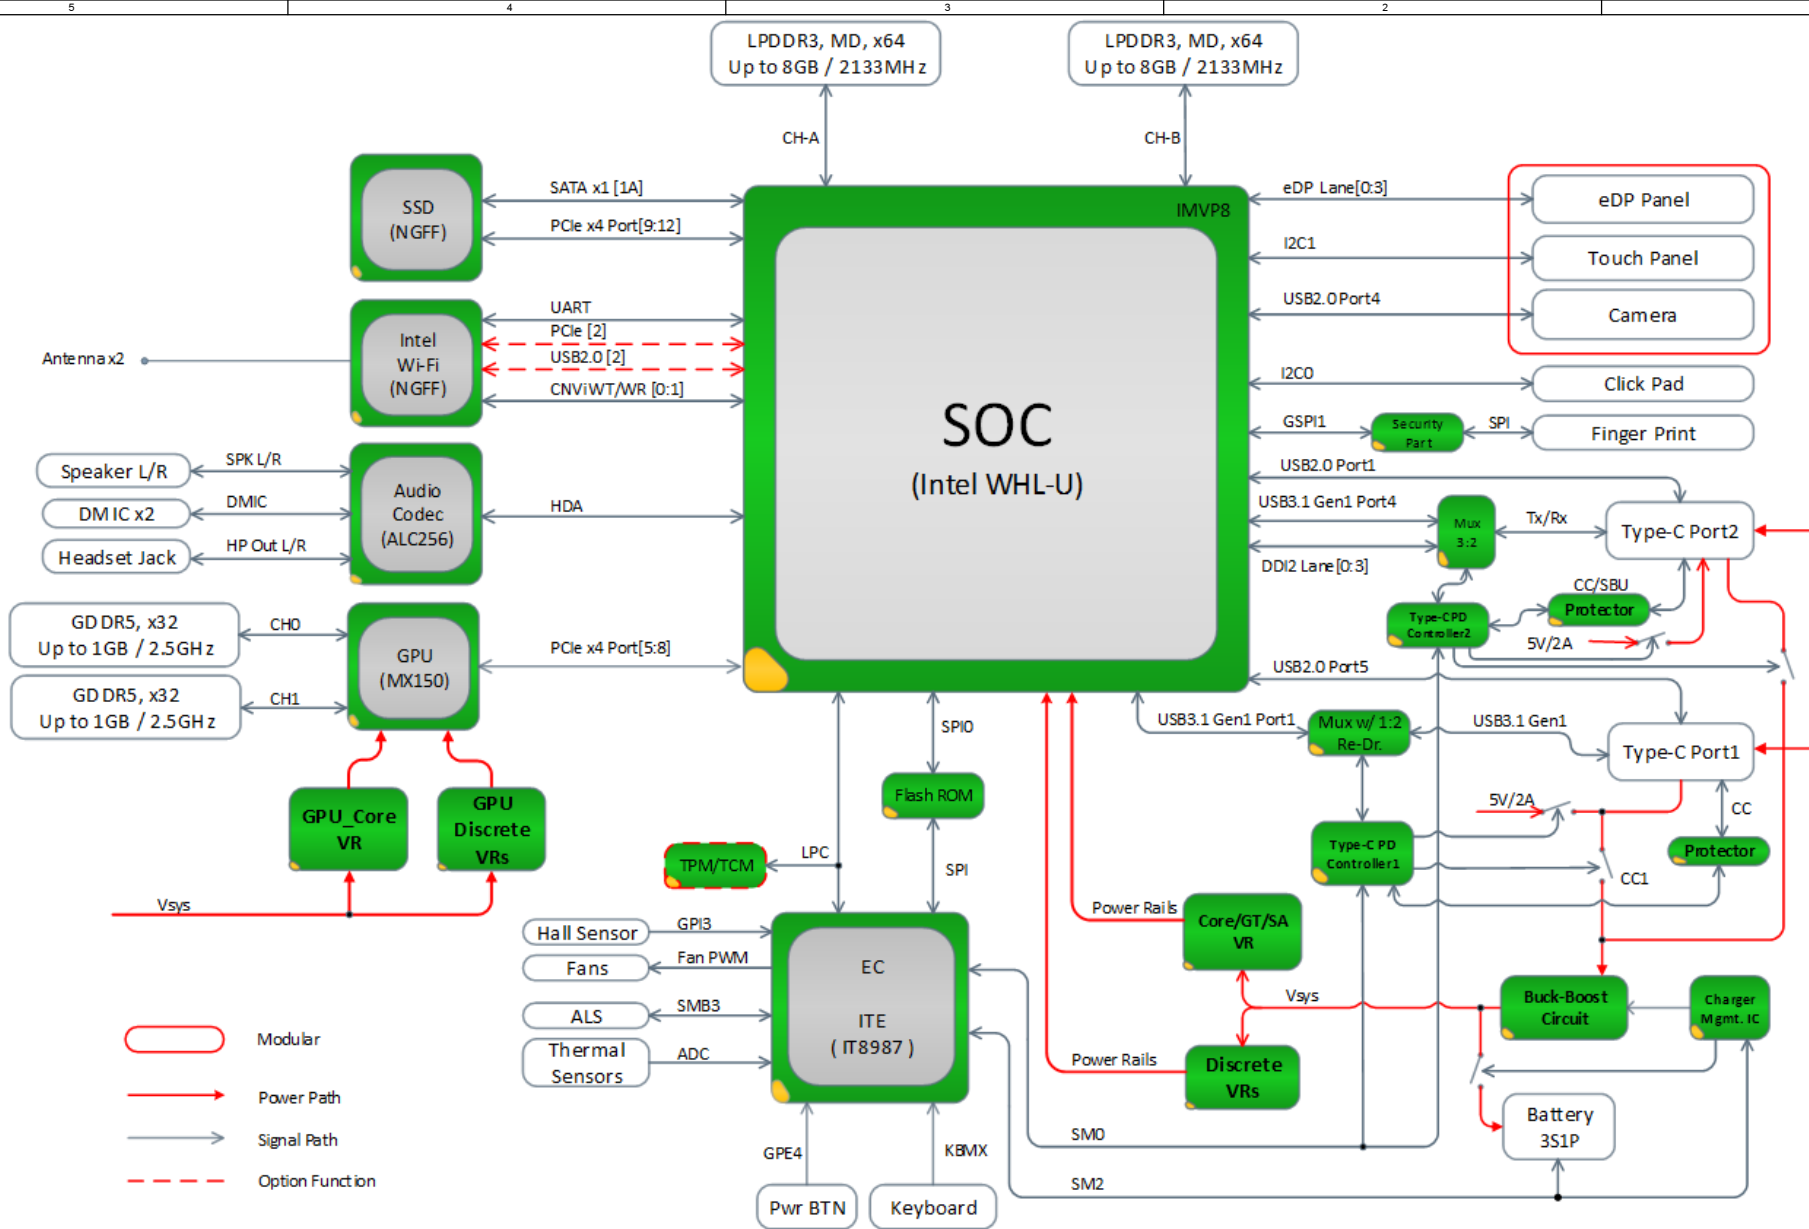 5
4
3
2
LPDDR3, MD, x64
Up to 8GB / 2133MHz
LPDDR3, MD, x64
Up to 8GB / 2133MHz
CH-A
CH-B
SSD
(NGFF)
SATA x1 [1A]
PCIe x4 Port[9:12]
IMVP8
eDP Lane[0:3]
eDP Panel
I2C1
Touch Panel
USB2.0 Port4
Camera
Antenna x2
Intel
Wi-Fi
(NGFF)
UART
PCIe [2]
USB2.0 [2]
CNVi WT/WR [0:1]
SOC
(Intel WHL-U)
I2C0
Click Pad
GSPI1
Security
Part
SPI
Finger Print
Speaker L/R
SPK L/R
DMIC x2
DMIC
Headset Jack
HP Out L/R
Audio
Codec
(ALC256)
HDA
USB2.0 Port1
USB3.1 Gen1 Port4
Mux
3:2
Tx/Rx
Type-C Port2
DDI2 Lane[0:3]
CC/SBU
Protector
Type-C PD
Controller2
5V/2A
GDDR5, x32
Up to 1GB / 2.5GHz
CH0
GDDR5, x32
Up to 1GB / 2.5GHz
CH1
GPU
(MX150)
PCIe x4 Port[5:8]
USB2.0 Port5
USB3.1 Gen1 Port1
Mux w/ 1:2
Re-Dr.
USB3.1 Gen1
Type-C Port1
SPI0
Flash ROM
SPI
5V/2A
CC
Type-C PD
Controller1
Protector
CC1
GPU_Core
VR
GPU
Discrete
VRs
Vsys
TPM/TCM
LPC
Hall Sensor
GPI3
Fans
Fan PWM
ALS
SMB3
Thermal
Sensors
ADC
EC
ITE
( IT8987 )
Power Rails
Core/GT/SA
VR
Vsys
Power Rails
Discrete
VRs
Buck-Boost
Circuit
Charger
Mgmt. IC
Battery
3S1P
SM0
SM2
GPE4
KBMX
Pwr BTN
Keyboard
Modular
Power Path
Signal Path
Option Function